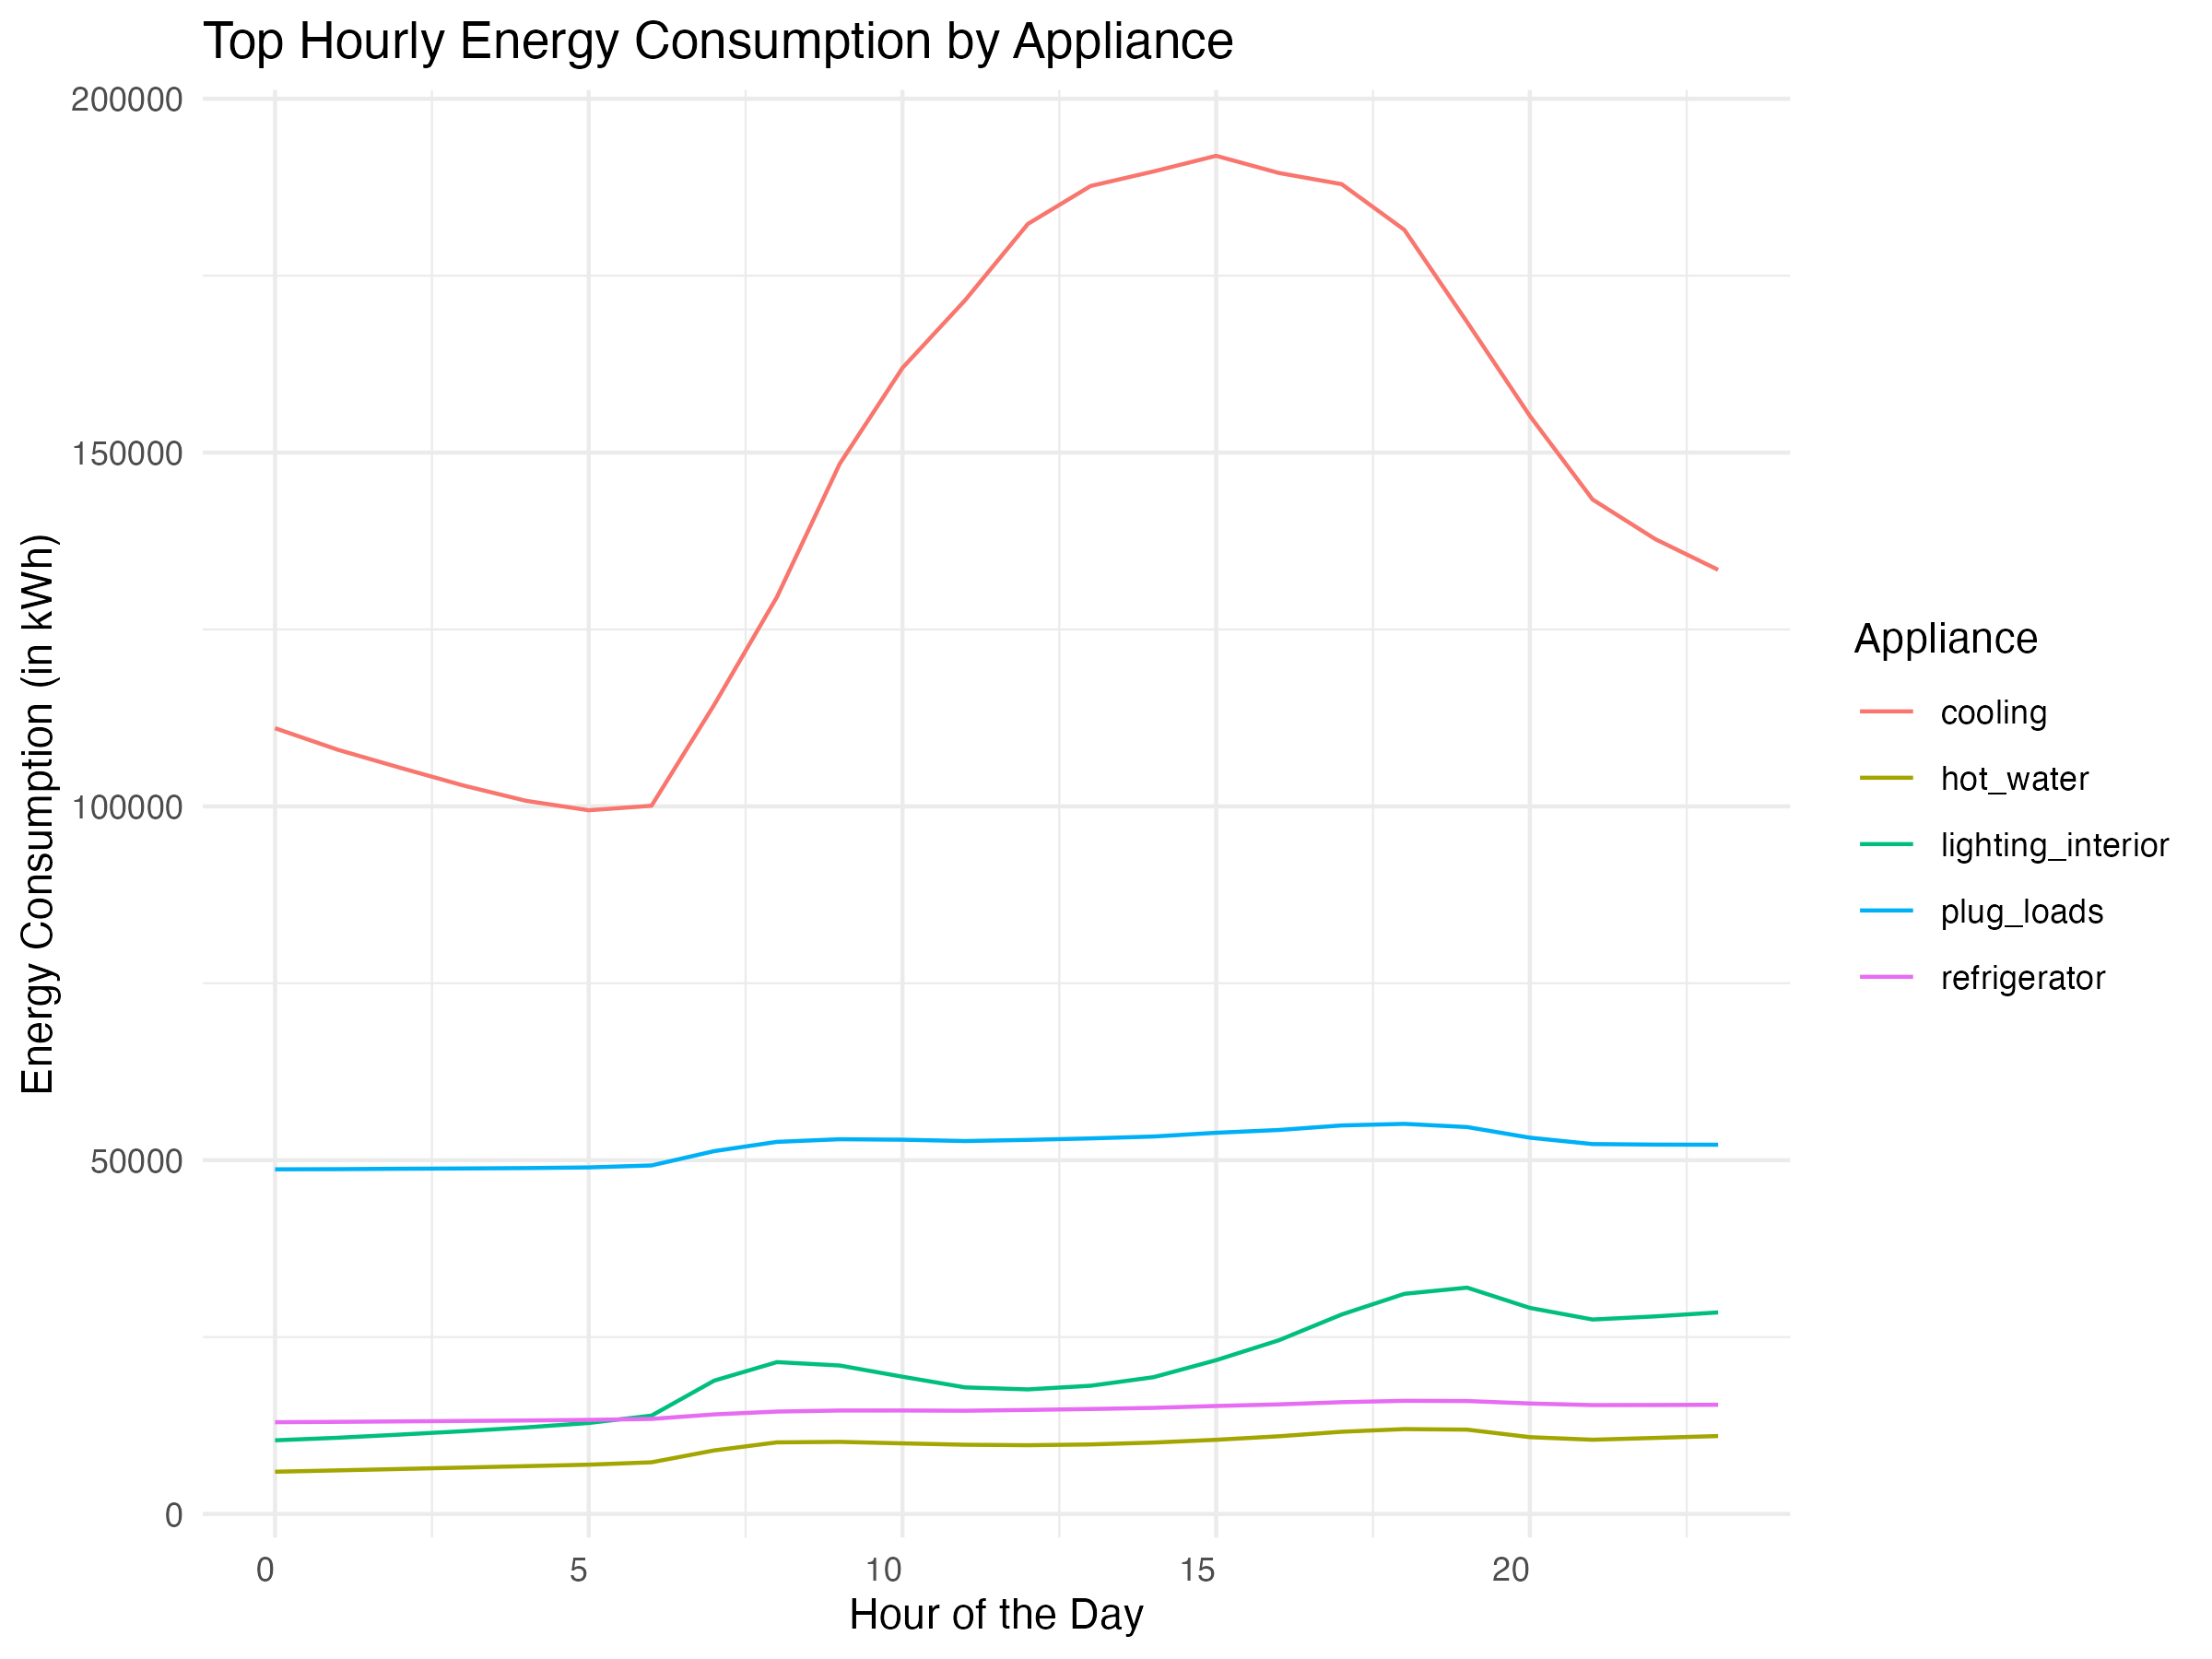 Top Hourly Energy Consumption by Appliance
200000
150000
100000
50000
0
Energy Consumption (in kWh)
0 5 10 15 20
Hour of the Day
Appliance
cooling
hot_water
lighting_interior
plug_loads
refrigerator